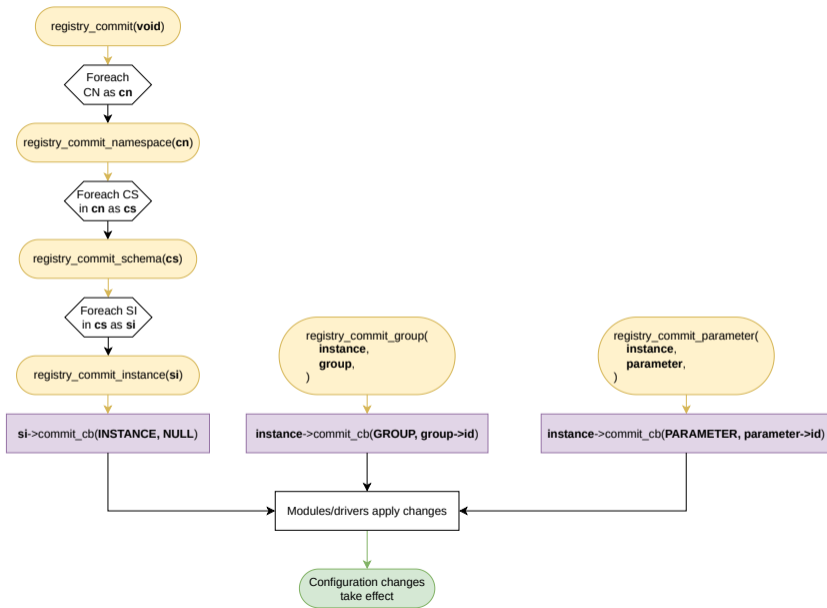 registry_commit(void)
Foreach
CN as cn
registry_commit_namespace(cn)
Foreach CS
in cn as cs
registry_commit_schema(cs)
Foreach SI
in cs as si
registry_commit_instance(si)
si->commit_cb(INSTANCE, NULL)
registry_commit_group(
instance,
group,
)
instance->commit_cb(GROUP, group->id)
registry_commit_parameter(
instance,
parameter,
)
instance->commit_cb(PARAMETER, parameter->id)
Modules/drivers apply changes
Configuration changes
take effect